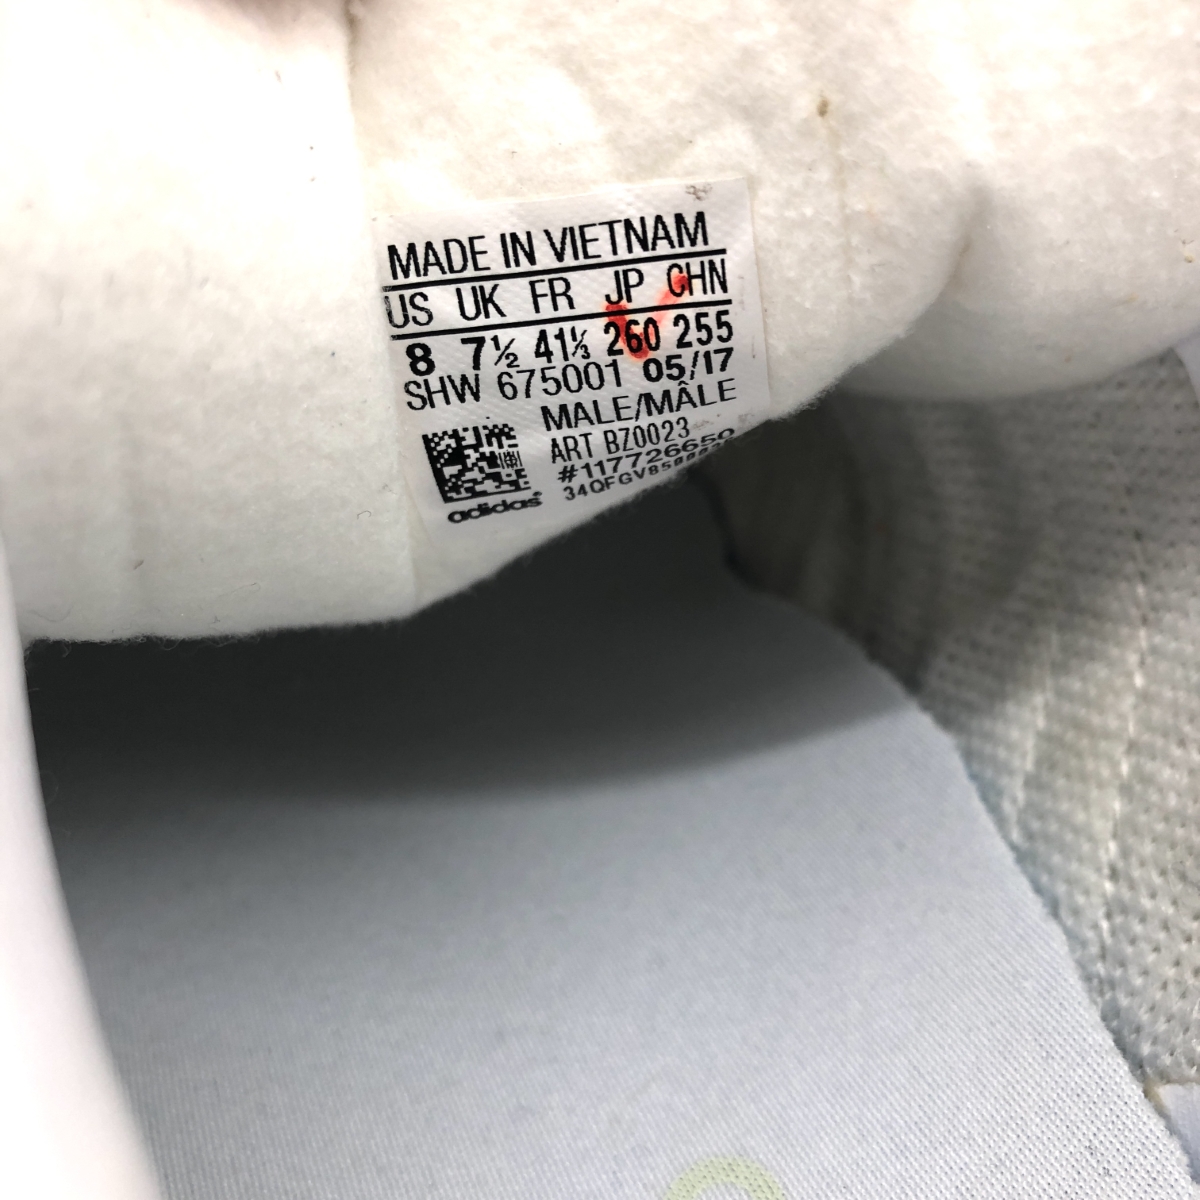 MADE IN VIETNAM
US UK FR JP CHN
8 7½ 41⅓ 260 255
SHW 675001 05/17
MALE/MÂLE
ART BZ0023
#117726650
adidas